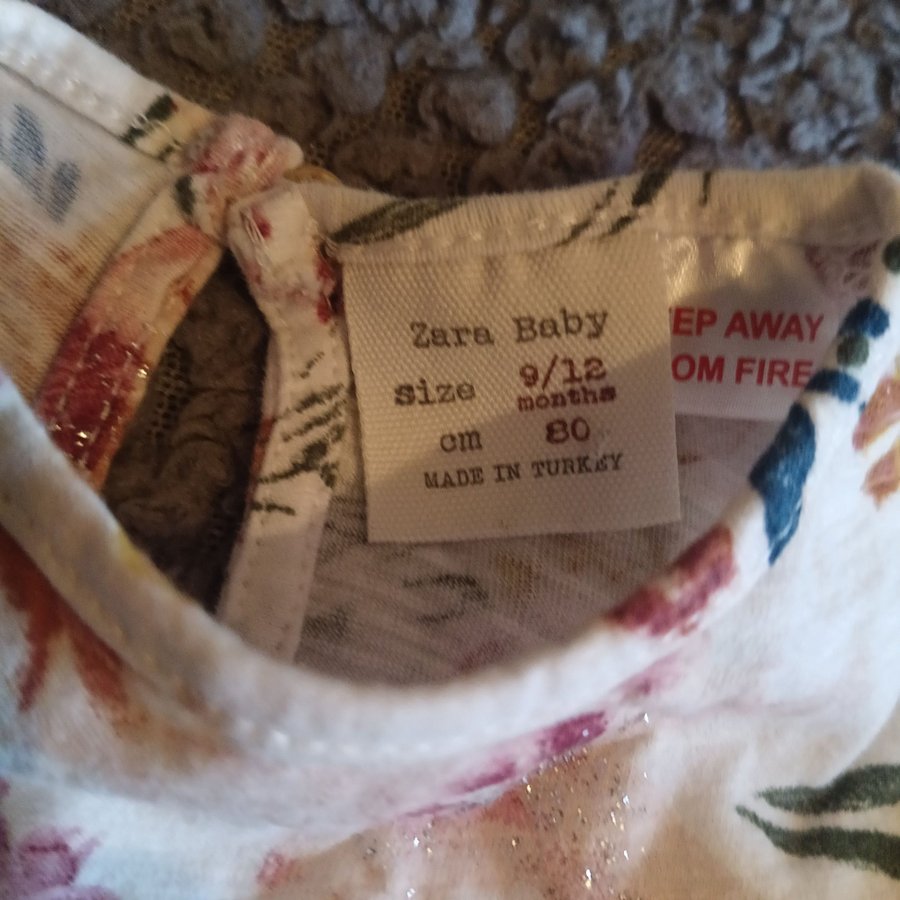 Zara Baby
Size 9/12
months
cm 80
MADE IN TURKEY
EP AWAY
OM FIRE